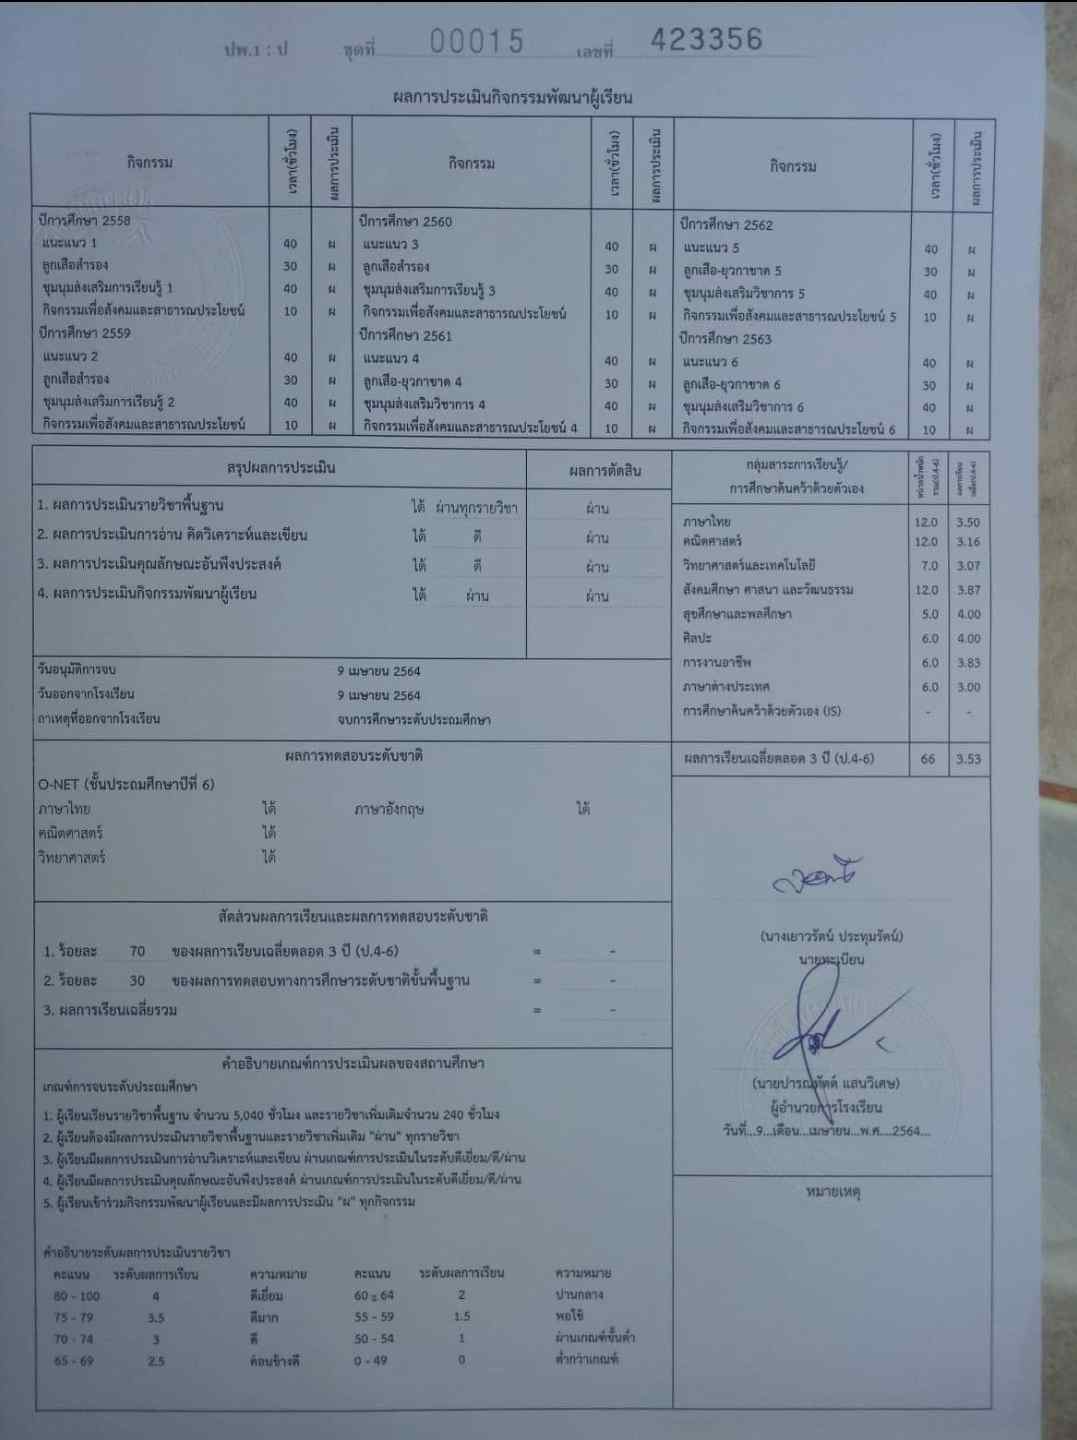 ปพ.1 : ป ชุดที่ 00015 เลขที่ 423356
ผลการประเมินกิจกรรมพัฒนาผู้เรียน
กิจกรรม เวลา(ชั่วโมง) ผลการประเมิน กิจกรรม เวลา(ชั่วโมง) ผลการประเมิน กิจกรรม เวลา(ชั่วโมง) ผลการประเมิน
ปีการศึกษา 2558 ปีการศึกษา 2560 ปีการศึกษา 2562
แนะแนว 1 40 ผ แนะแนว 3 40 ผ แนะแนว 5 40 ผ
ลูกเสือสำรอง 30 ผ ลูกเสือสำรอง 30 ผ ลูกเสือ-ยุวกาชาด 5 30 ผ
ชุมนุมส่งเสริมการเรียนรู้ 1 40 ผ ชุมนุมส่งเสริมการเรียนรู้ 3 40 ผ ชุมนุมส่งเสริมวิชาการ 5 40 ผ
กิจกรรมเพื่อสังคมและสาธารณประโยชน์ 10 ผ กิจกรรมเพื่อสังคมและสาธารณประโยชน์ 10 ผ กิจกรรมเพื่อสังคมและสาธารณประโยชน์ 5 10 ผ
ปีการศึกษา 2559 ปีการศึกษา 2561 ปีการศึกษา 2563
แนะแนว 2 40 ผ แนะแนว 4 40 ผ แนะแนว 6 40 ผ
ลูกเสือสำรอง 30 ผ ลูกเสือ-ยุวกาชาด 4 30 ผ ลูกเสือ-ยุวกาชาด 6 30 ผ
ชุมนุมส่งเสริมการเรียนรู้ 2 40 ผ ชุมนุมส่งเสริมวิชาการ 4 40 ผ ชุมนุมส่งเสริมวิชาการ 6 40 ผ
กิจกรรมเพื่อสังคมและสาธารณประโยชน์ 10 ผ กิจกรรมเพื่อสังคมและสาธารณประโยชน์ 4 10 ผ กิจกรรมเพื่อสังคมและสาธารณประโยชน์ 6 10 ผ
สรุปผลการประเมิน ผลการตัดสิน
1. ผลการประเมินรายวิชาพื้นฐาน ได้ ผ่านทุกรายวิชา ผ่าน
2. ผลการประเมินการอ่าน คิดวิเคราะห์และเขียน ได้ ดี ผ่าน
3. ผลการประเมินคุณลักษณะอันพึงประสงค์ ได้ ดี ผ่าน
4. ผลการประเมินกิจกรรมพัฒนาผู้เรียน ได้ ผ่าน ผ่าน
วันอนุมัติการจบ 9 เมษายน 2564
วันออกจากโรงเรียน 9 เมษายน 2564
สาเหตุที่ออกจากโรงเรียน จบการศึกษาระดับประถมศึกษา
กลุ่มสาระการเรียนรู้/
การศึกษาค้นคว้าด้วยตัวเอง
ภาษาไทย 12.0 3.50
คณิตศาสตร์ 12.0 3.16
วิทยาศาสตร์และเทคโนโลยี 7.0 3.07
สังคมศึกษา ศาสนา และวัฒนธรรม 12.0 3.87
สุขศึกษาและพลศึกษา 5.0 4.00
ศิลปะ 6.0 4.00
การงานอาชีพ 6.0 3.83
ภาษาต่างประเทศ 6.0 3.00
การศึกษาค้นคว้าด้วยตัวเอง (IS) - -
ผลการเรียนเฉลี่ยตลอด 3 ปี (ป.4-6) 66 3.53
ผลการทดสอบระดับชาติ
O-NET (ชั้นประถมศึกษาปีที่ 6)
ภาษาไทย ได้ ภาษาอังกฤษ ได้
คณิตศาสตร์ ได้
วิทยาศาสตร์ ได้
สัดส่วนผลการเรียนและผลการทดสอบระดับชาติ
1. ร้อยละ 70 ของผลการเรียนเฉลี่ยตลอด 3 ปี (ป.4-6) = -
2. ร้อยละ 30 ของผลการทดสอบทางการศึกษาระดับชาติขั้นพื้นฐาน = -
3. ผลการเรียนเฉลี่ยรวม = -
(นางเยาวรัตน์ ประทุมรัตน์)
นายทะเบียน
(นายปารณทัตต์ แสนวิเศษ)
ผู้อำนวยการโรงเรียน
วันที่...9...เดือน...เมษายน...พ.ศ....2564...
หมายเหตุ
คำอธิบายเกณฑ์การประเมินผลของสถานศึกษา
เกณฑ์การจบระดับประถมศึกษา
1. ผู้เรียนเรียนรายวิชาพื้นฐาน จำนวน 5,040 ชั่วโมง และรายวิชาเพิ่มเติมจำนวน 240 ชั่วโมง
2. ผู้เรียนต้องมีผลการประเมินรายวิชาพื้นฐานและรายวิชาเพิ่มเติม "ผ่าน" ทุกรายวิชา
3. ผู้เรียนมีผลการประเมินการอ่านวิเคราะห์และเขียน ผ่านเกณฑ์การประเมินในระดับดีเยี่ยม/ดี/ผ่าน
4. ผู้เรียนมีผลการประเมินคุณลักษณะอันพึงประสงค์ ผ่านเกณฑ์การประเมินในระดับดีเยี่ยม/ดี/ผ่าน
5. ผู้เรียนเข้าร่วมกิจกรรมพัฒนาผู้เรียนและมีผลการประเมิน "ผ" ทุกกิจกรรม
คำอธิบายระดับผลการประเมินรายวิชา
คะแนน ระดับผลการเรียน ความหมาย คะแนน ระดับผลการเรียน ความหมาย
80 - 100 4 ดีเยี่ยม 60 - 64 2 ปานกลาง
75 - 79 3.5 ดีมาก 55 - 59 1.5 พอใช้
70 - 74 3 ดี 50 - 54 1 ผ่านเกณฑ์ขั้นต่ำ
65 - 69 2.5 ค่อนข้างดี 0 - 49 0 ต่ำกว่าเกณฑ์